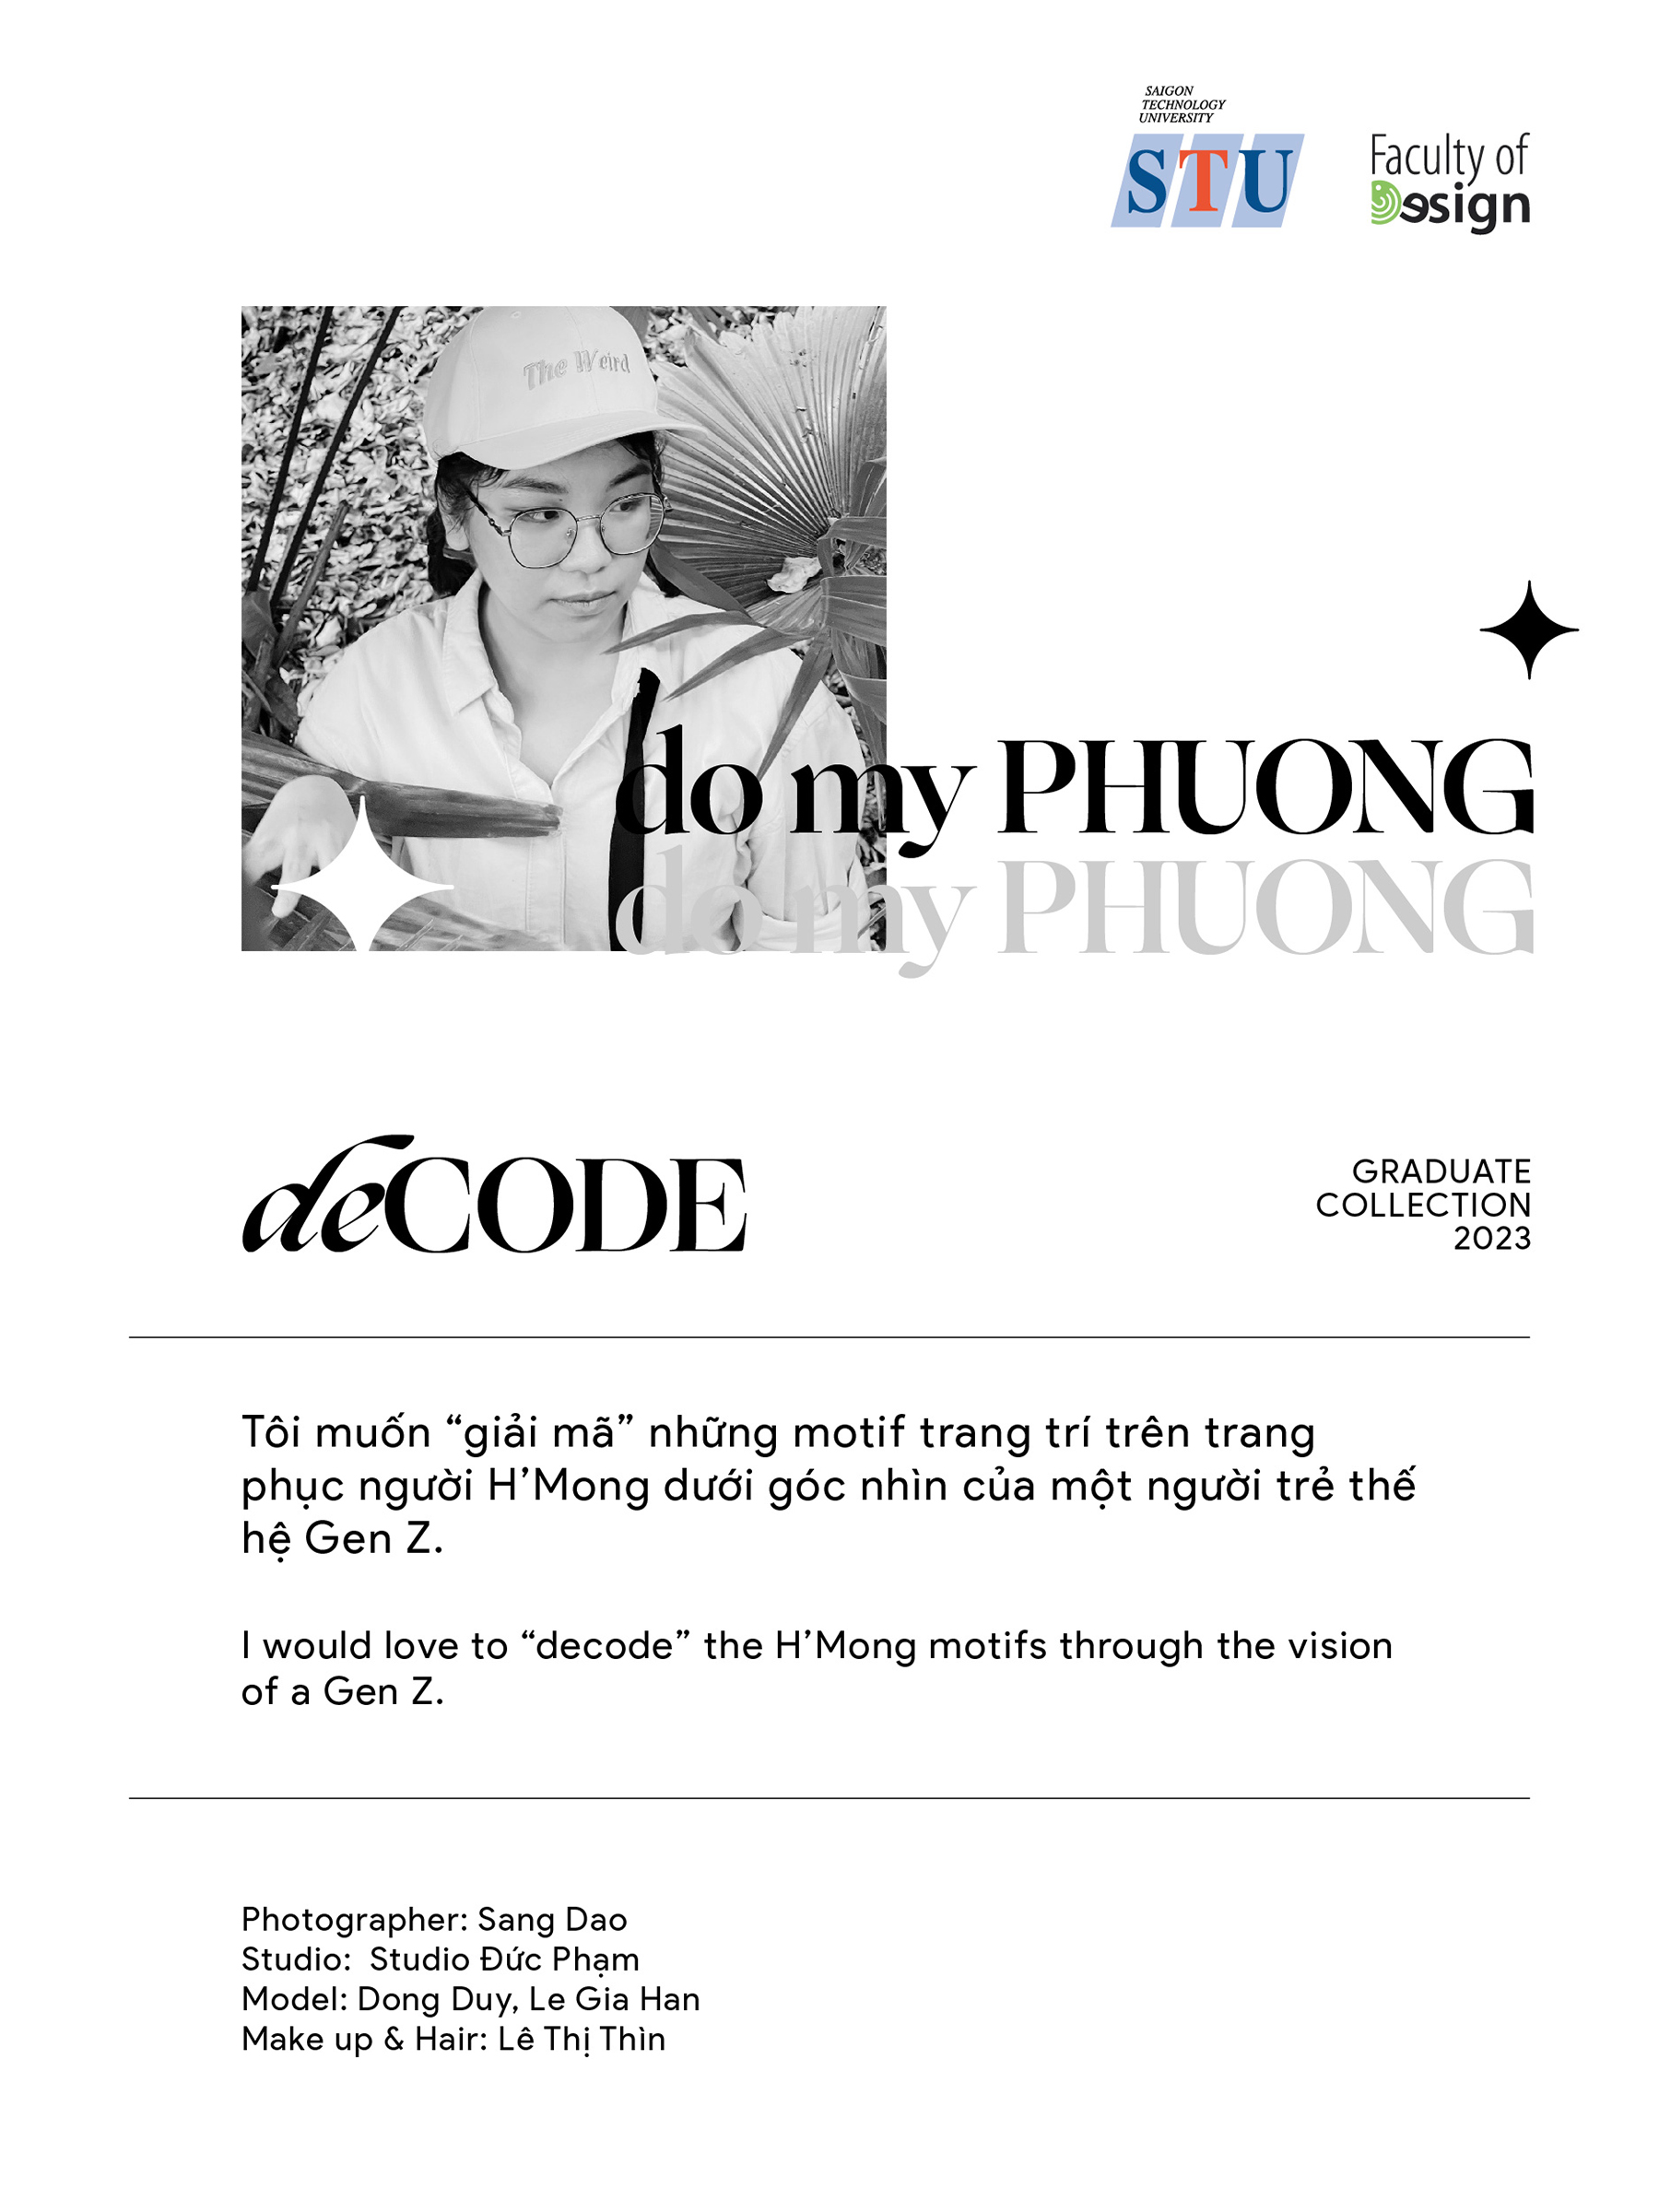 SAIGON
TECHNOLOGY
UNIVERSITY
STU
Faculty of
Design
The Weird
do my PHUONG
do my PHUONG
deCODE
GRADUATE
COLLECTION
2023
Tôi muốn “giải mã” những motif trang trí trên trang
phục người H’Mong dưới góc nhìn của một người trẻ thế
hệ Gen Z.
I would love to “decode” the H’Mong motifs through the vision
of a Gen Z.
Photographer: Sang Dao
Studio:  Studio Đức Phạm
Model: Dong Duy, Le Gia Han
Make up & Hair: Lê Thị Thìn